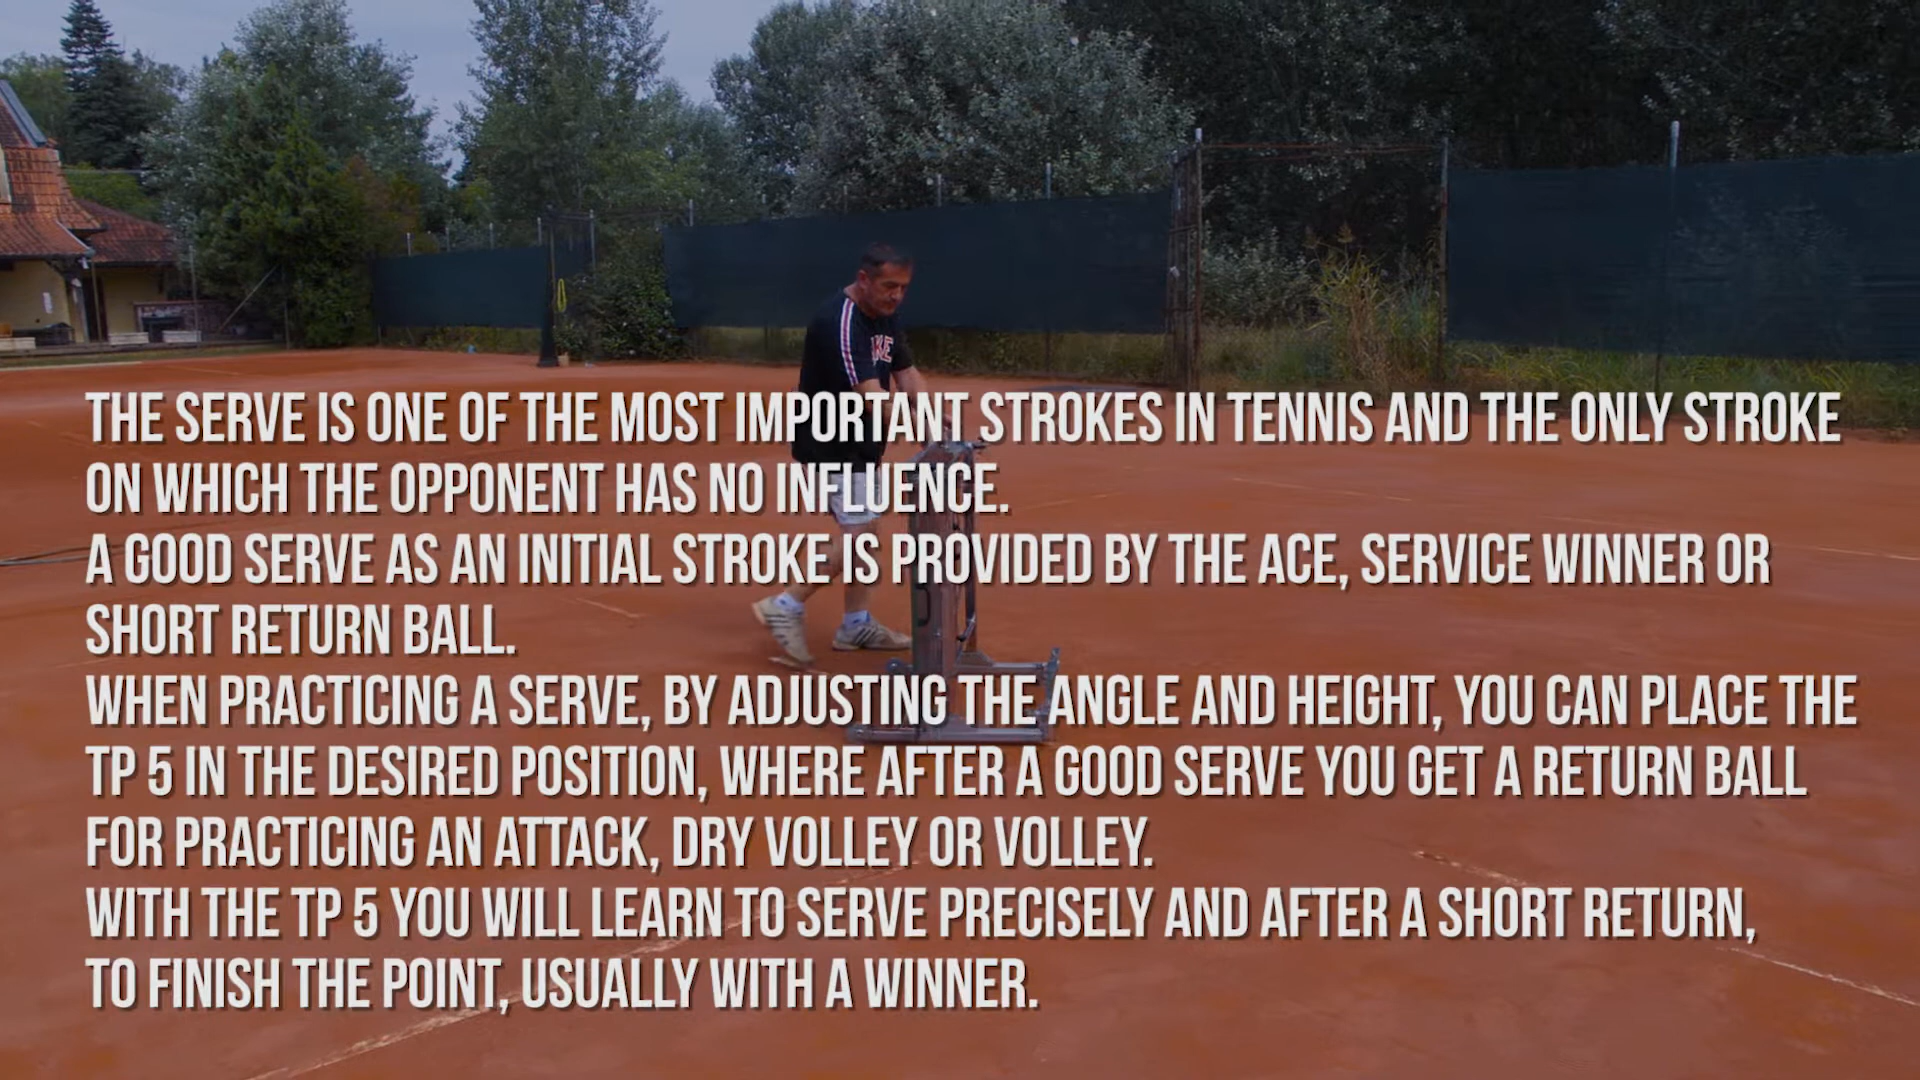 THE SERVE IS ONE OF THE MOST IMPORTANT STROKES IN TENNIS AND THE ONLY STROKE
ON WHICH THE OPPONENT HAS NO INFLUENCE.
A GOOD SERVE AS AN INITIAL STROKE IS PROVIDED BY THE ACE, SERVICE WINNER OR
SHORT RETURN BALL.
WHEN PRACTICING A SERVE, BY ADJUSTING THE ANGLE AND HEIGHT, YOU CAN PLACE THE
TP 5 IN THE DESIRED POSITION, WHERE AFTER A GOOD SERVE YOU GET A RETURN BALL
FOR PRACTICING AN ATTACK, DRY VOLLEY OR VOLLEY.
WITH THE TP 5 YOU WILL LEARN TO SERVE PRECISELY AND AFTER A SHORT RETURN,
TO FINISH THE POINT, USUALLY WITH A WINNER.